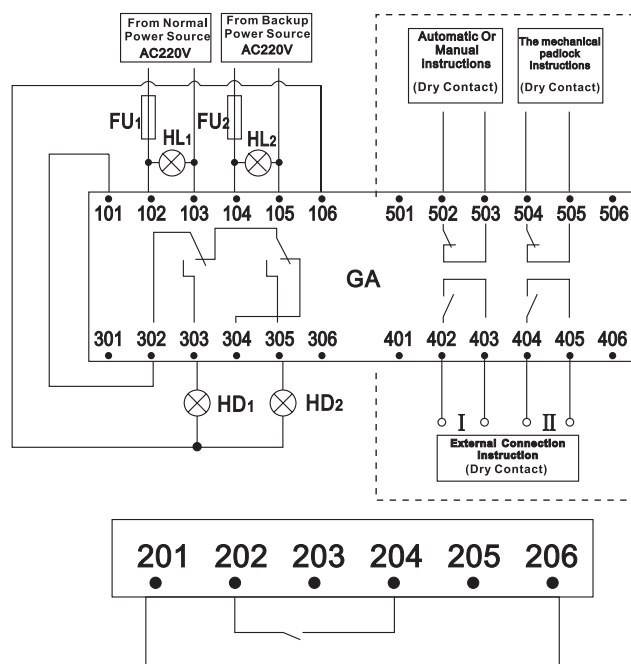 From Normal
Power Source
AC220V
From Backup
Power Source
AC220V
Automatic Or
Manual
Instructions
(Dry Contact)
The mechanical
padlock
Instructions
(Dry Contact)
FU1
HL1
FU2
HL2
101 102 103 104 105 106
501 502 503 504 505 506
GA
301 302 303 304 305 306
401 402 403 404 405 406
HD1
HD2
I
II
External Connection
Instruction
(Dry Contact)
201 202 203 204 205 206